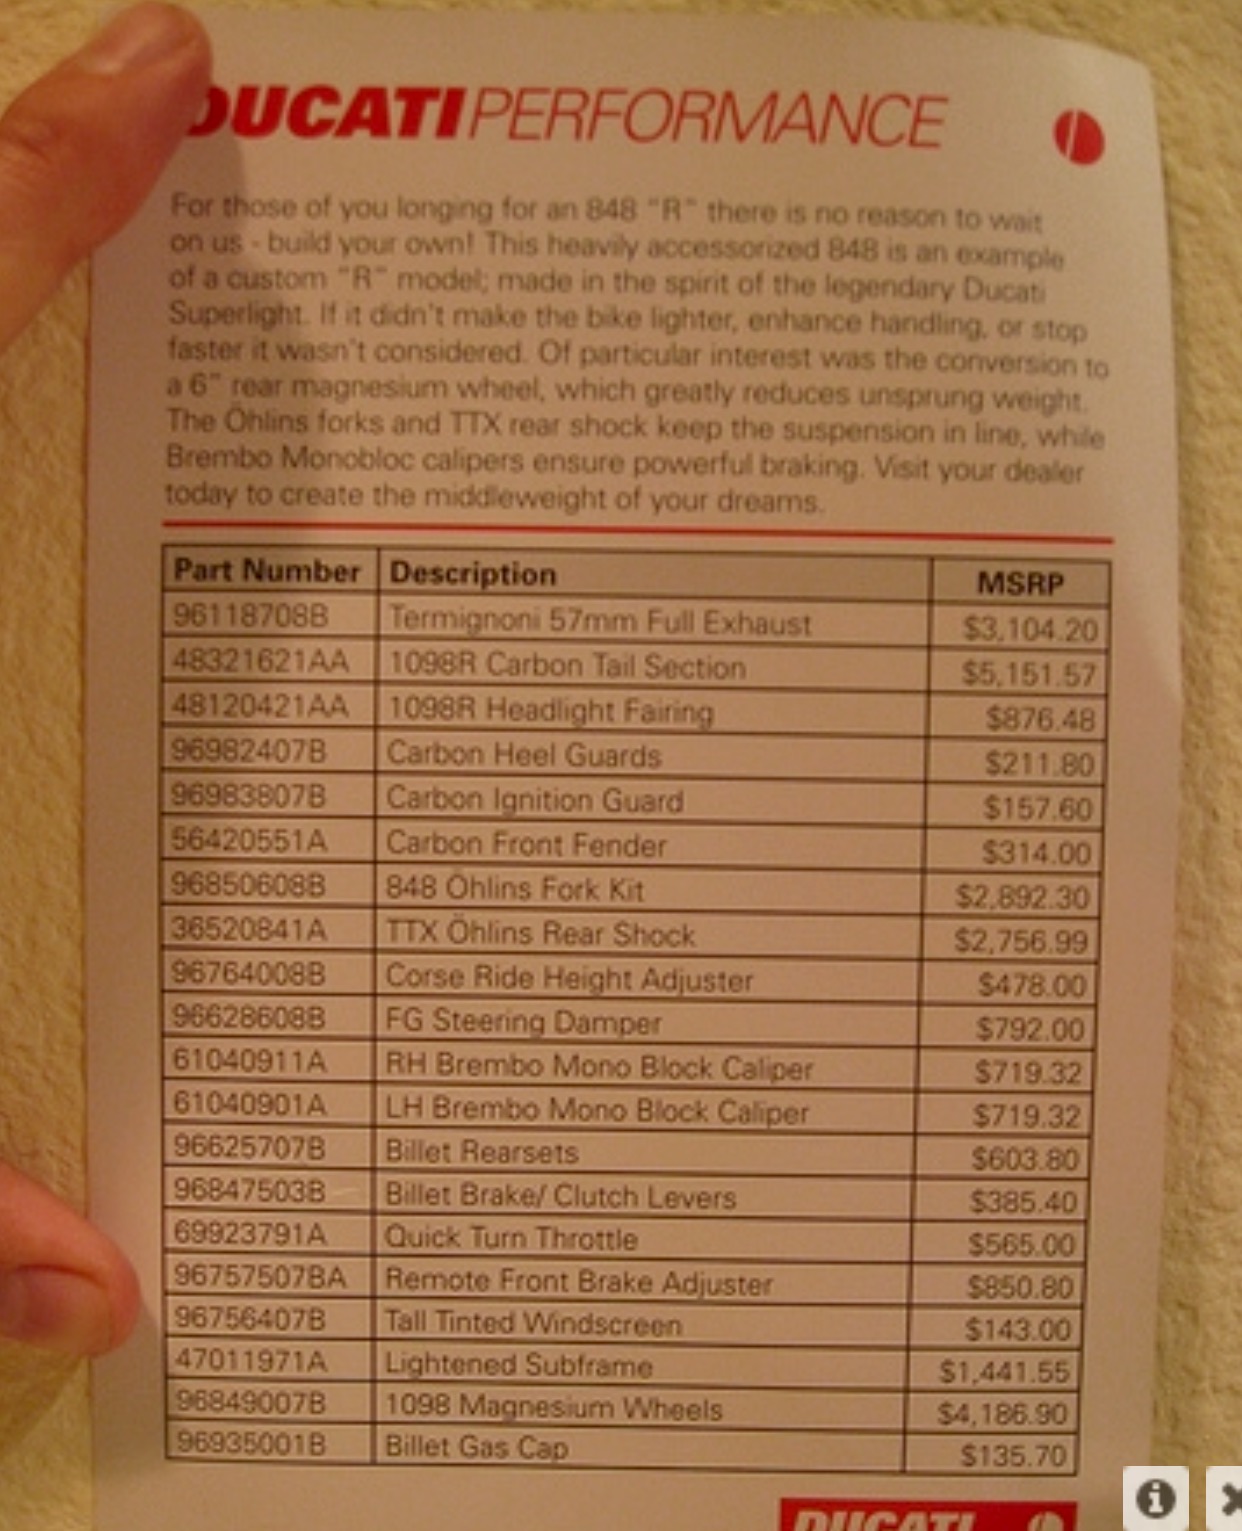 DUCATI PERFORMANCE
For those of you longing for an 848 "R" there is no reason to wait
on us - build your own! This heavily accessorized 848 is an example
of a custom "R" model; made in the spirit of the legendary Ducati
Superlight. If it didn't make the bike lighter, enhance handling, or stop
faster it wasn't considered. Of particular interest was the conversion to
a 6" rear magnesium wheel, which greatly reduces unsprung weight.
The Öhlins forks and TTX rear shock keep the suspension in line, while
Brembo Monobloc calipers ensure powerful braking. Visit your dealer
today to create the middleweight of your dreams.
Part Number Description MSRP
96118708B Termignoni 57mm Full Exhaust $3,104.20
48321621AA 1098R Carbon Tail Section $5,151.57
48120421AA 1098R Headlight Fairing $876.48
96982407B Carbon Heel Guards $211.80
96983807B Carbon Ignition Guard $157.60
56420551A Carbon Front Fender $314.00
96850608B 848 Öhlins Fork Kit $2,892.30
36520841A TTX Öhlins Rear Shock $2,756.99
96764008B Corse Ride Height Adjuster $478.00
96628608B FG Steering Damper $792.00
61040911A RH Brembo Mono Block Caliper $719.32
61040901A LH Brembo Mono Block Caliper $719.32
96625707B Billet Rearsets $603.80
96847503B Billet Brake/ Clutch Levers $385.40
69923791A Quick Turn Throttle $565.00
96757507BA Remote Front Brake Adjuster $850.80
96756407B Tall Tinted Windscreen $143.00
47011971A Lightened Subframe $1,441.55
96849007B 1098 Magnesium Wheels $4,186.90
96935001B Billet Gas Cap $135.70
DUCATI